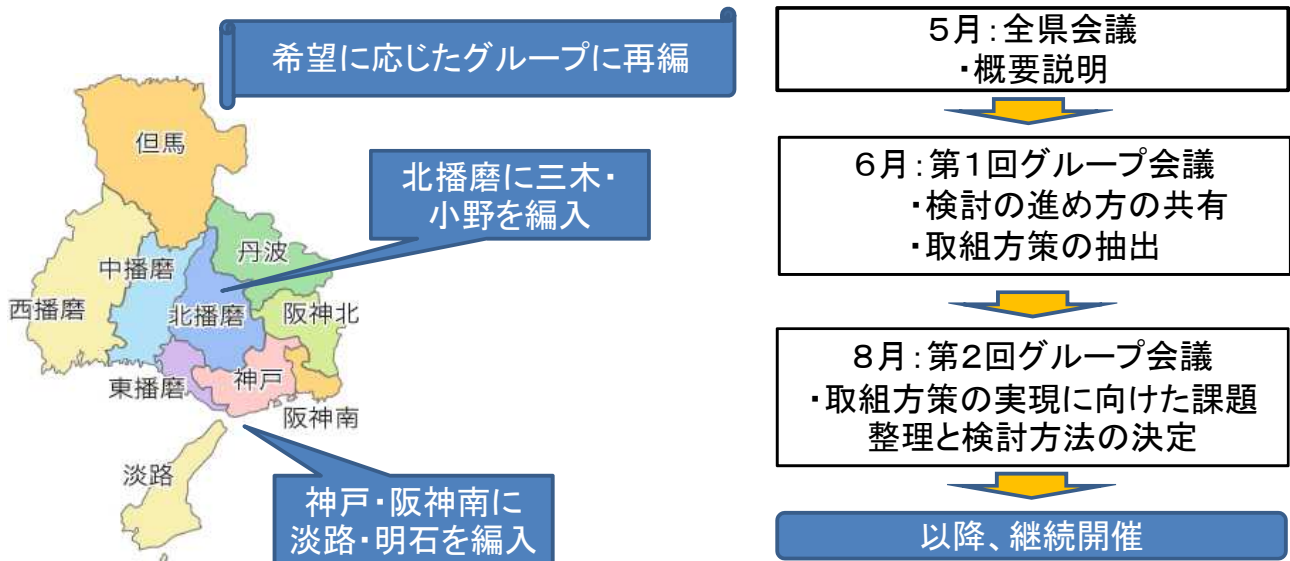 希望に応じたグループに再編
但馬
北播磨に三木・
小野を編入
丹波
中播磨
西播磨
北播磨
阪神北
東播磨
神戸
阪神南
淡路
神戸・阪神南に
淡路・明石を編入
5月：全県会議
・概要説明
6月：第1回グループ会議
・検討の進め方の共有
・取組方策の抽出
8月：第2回グループ会議
・取組方策の実現に向けた課題
整理と検討方法の決定
以降、継続開催